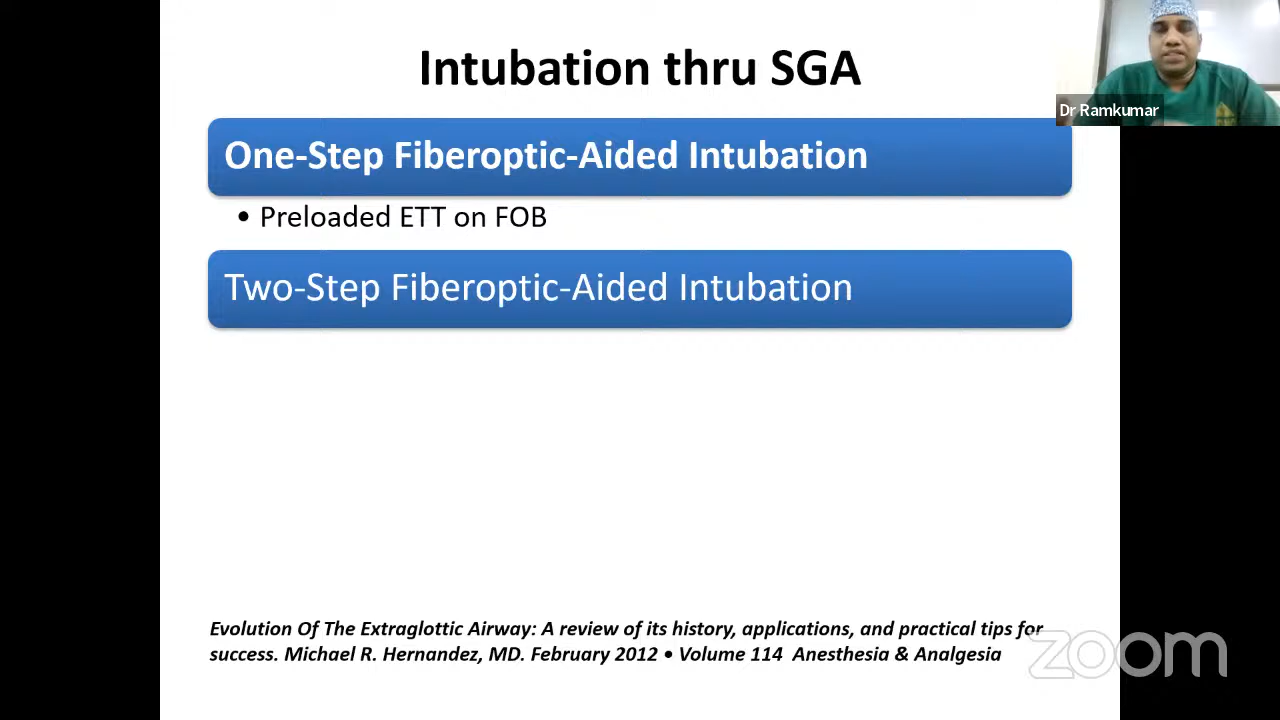 Intubation thru SGA
Dr Ramkumar
One-Step Fiberoptic-Aided Intubation
• Preloaded ETT on FOB
Two-Step Fiberoptic-Aided Intubation
Evolution Of The Extraglottic Airway: A review of its history, applications, and practical tips for
success. Michael R. Hernandez, MD. February 2012 • Volume 114 Anesthesia & Analgesia
zoom